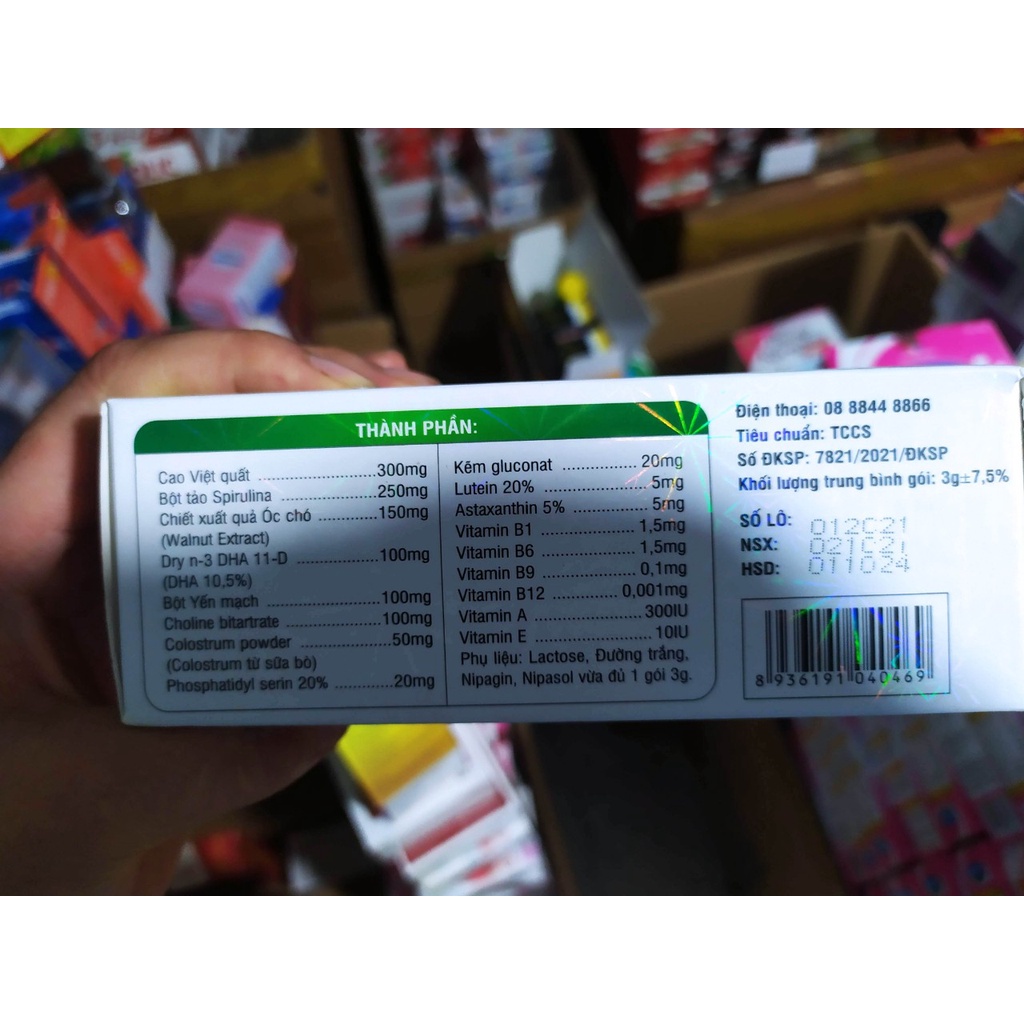 THÀNH PHẦN:
Cao Việt quất ..................300mg
Bột tảo Spirulina ..............250mg
Chiết xuất quả Óc chó ...........150mg
(Walnut Extract)
Dry n-3 DHA 11-D ................100mg
(DHA 10,5%)
Bột Yến mạch ....................100mg
Choline bitartrate ..............100mg
Colostrum powder ................50mg
(Colostrum từ sữa bò)
Phosphatidyl serin 20% ............20mg
Kẽm gluconat ..................20mg
Lutein 20% .....................5mg
Astaxanthin 5% .................5mg
Vitamin B1 ...................1,5mg
Vitamin B6 ...................1,5mg
Vitamin B9 ...................0,1mg
Vitamin B12 ..............0,001mg
Vitamin A ....................300IU
Vitamin E .....................10IU
Phụ liệu: Lactose, Đường trắng,
Nipagin, Nipasol vừa đủ 1 gói 3g.
Điện thoại: 08 8844 8866
Tiêu chuẩn: TCCS
Số ĐKSP: 7821/2021/ĐKSP
Khối lượng trung bình gói: 3g±7,5%
SỐ LÔ: 012C21
NSX:
HSD:
8 936191 040469